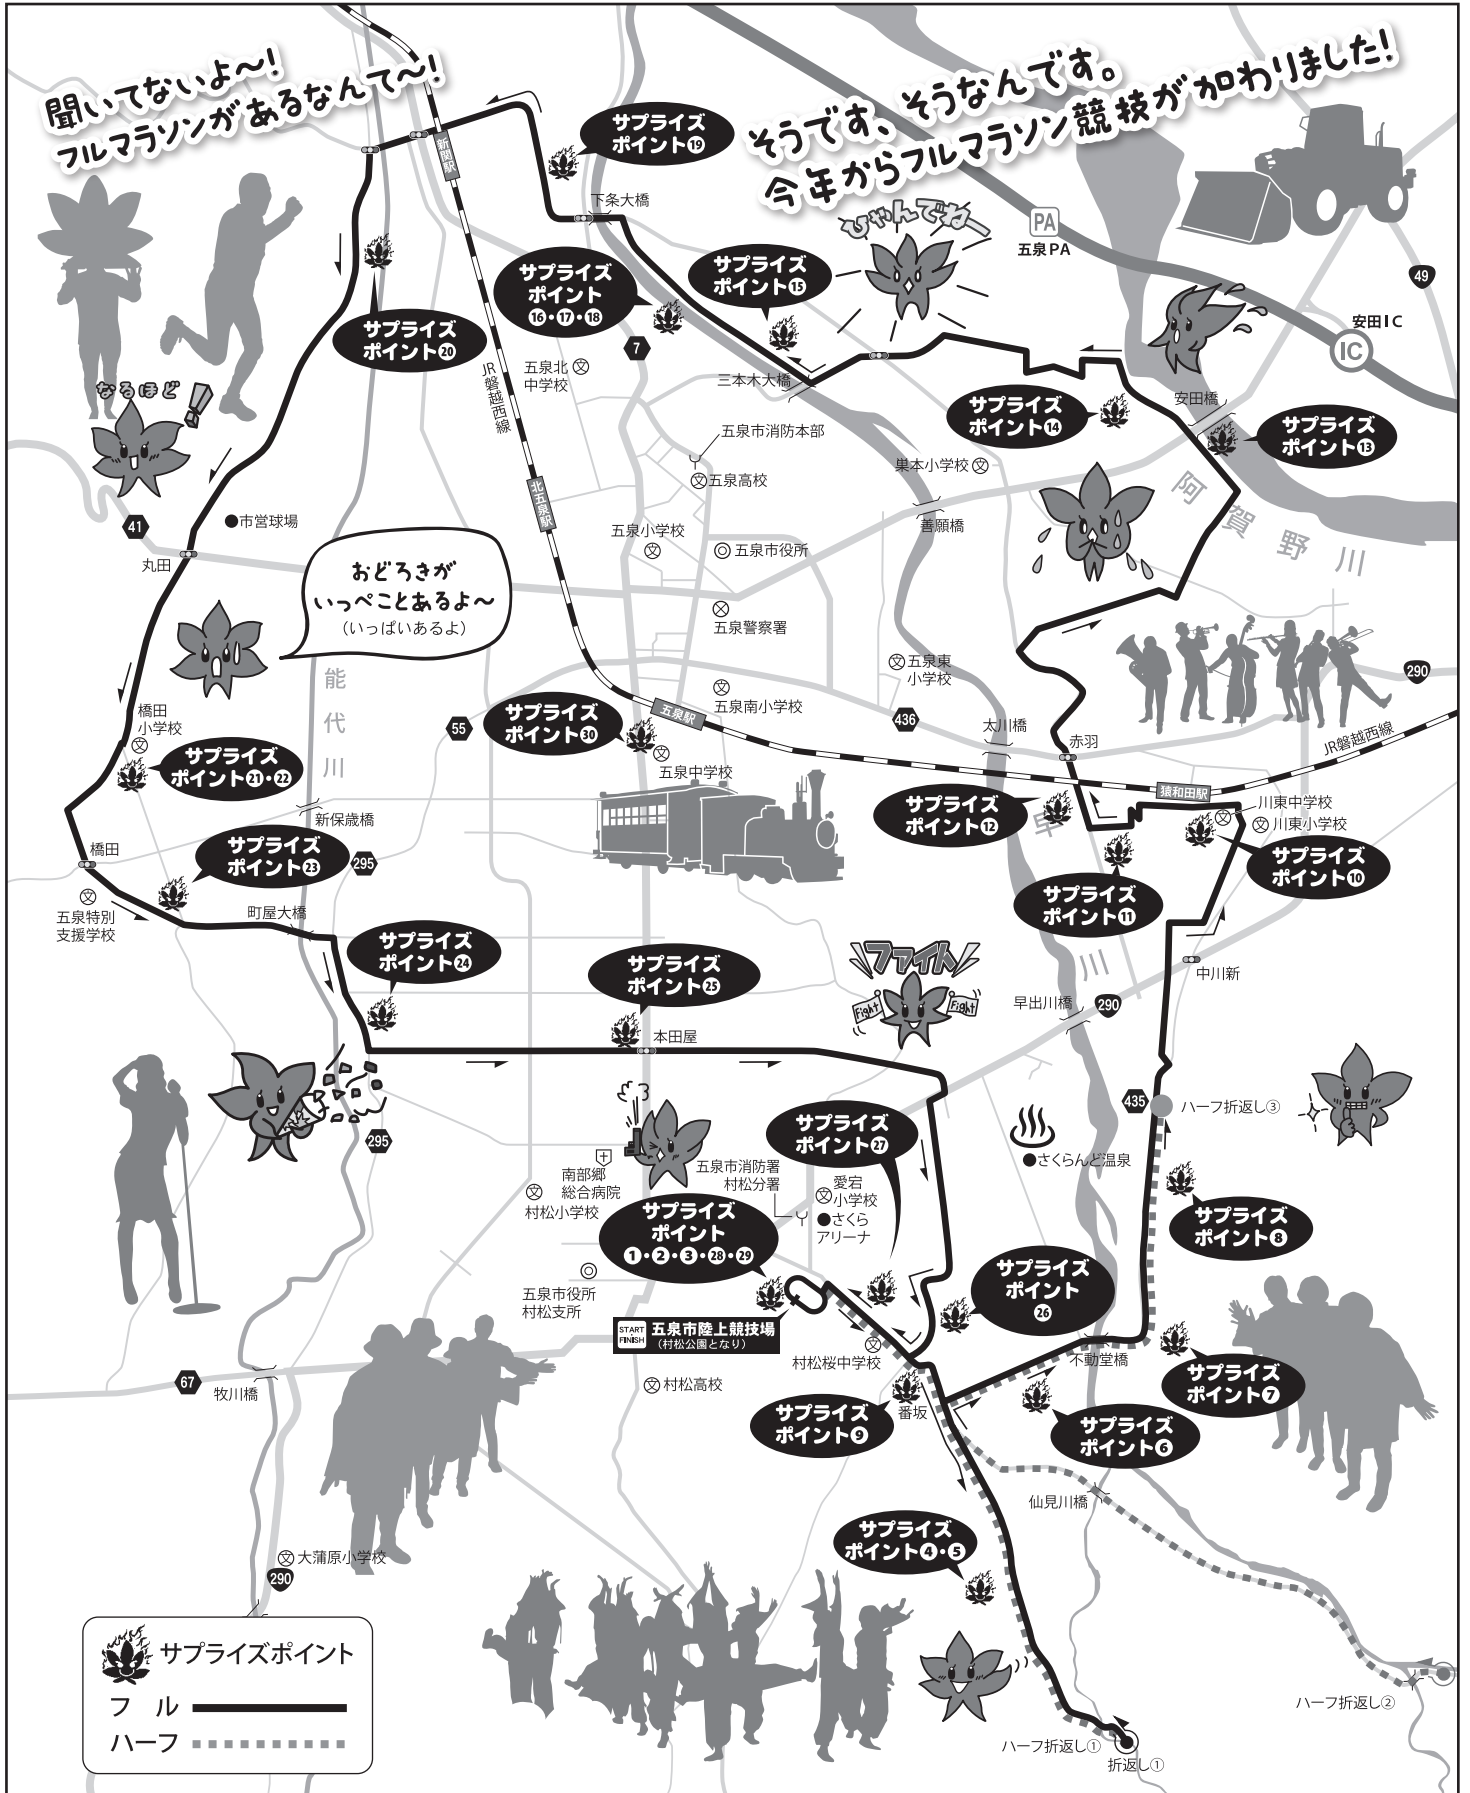 聞いてないよ〜!
フルマラソンがあるなんて〜!
そうです、そうなんです。
今年からフルマラソン競技が加わりました!
サプライズ
ポイント⑲
新関駅
下条大橋
ひゃんでねー
PA
五泉PA
49
安田IC
IC
サプライズ
ポイント
⑯・⑰・⑱
サプライズ
ポイント⑮
サプライズ
ポイント⑳
7
JR磐越西線
五泉北
中学校
三本木大橋
なるほど!
サプライズ
ポイント⑭
安田橋
サプライズ
ポイント⑬
五泉市消防本部
五泉高校
巣本小学校
善願橋
阿賀野川
41
市営球場
丸田
北五泉駅
五泉小学校
五泉市役所
五泉警察署
おどろきが
いっぺことあるよ〜
(いっぱいあるよ)
能代川
五泉東
小学校
290
橋田
小学校
55
サプライズ
ポイント㉚
五泉駅
五泉南小学校
436
太川橋
赤羽
JR磐越西線
サプライズ
ポイント㉑・㉒
五泉中学校
猿和田駅
新保歳橋
サプライズ
ポイント⑫
早出川
川東中学校
川東小学校
橋田
サプライズ
ポイント㉓
295
サプライズ
ポイント⑩
サプライズ
ポイント⑪
五泉特別
支援学校
町屋大橋
サプライズ
ポイント㉔
サプライズ
ポイント㉕
ファイト
Fight
Fight
中川新
早出川橋
290
本田屋
435
ハーフ折返し③
295
サプライズ
ポイント㉗
さくらんど温泉
南部郷
総合病院
村松小学校
五泉市消防署
村松分署
愛宕
小学校
さくら
アリーナ
サプライズ
ポイント
①・②・③・㉘・㉙
サプライズ
ポイント⑧
五泉市役所
村松支所
サプライズ
ポイント
㉖
START
FINISH
五泉市陸上競技場
(村松公園となり)
村松桜中学校
不動堂橋
67
牧川橋
村松高校
サプライズ
ポイント⑨
番坂
サプライズ
ポイント⑦
サプライズ
ポイント⑥
仙見川橋
サプライズ
ポイント④・⑤
大蒲原小学校
290
サプライズポイント
フル
ハーフ
ハーフ折返し②
ハーフ折返し①
折返し①